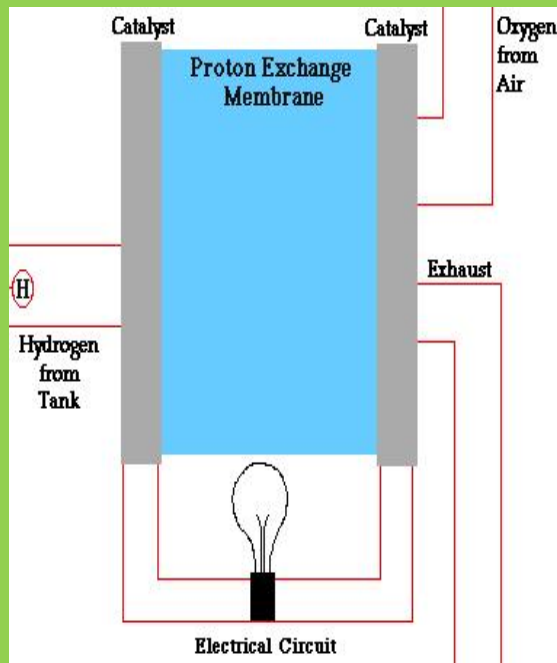 Catalyst
Catalyst
Oxygen
from
Air
Proton Exchange
Membrane
H
Exhaust
Hydrogen
from
Tank
Electrical Circuit